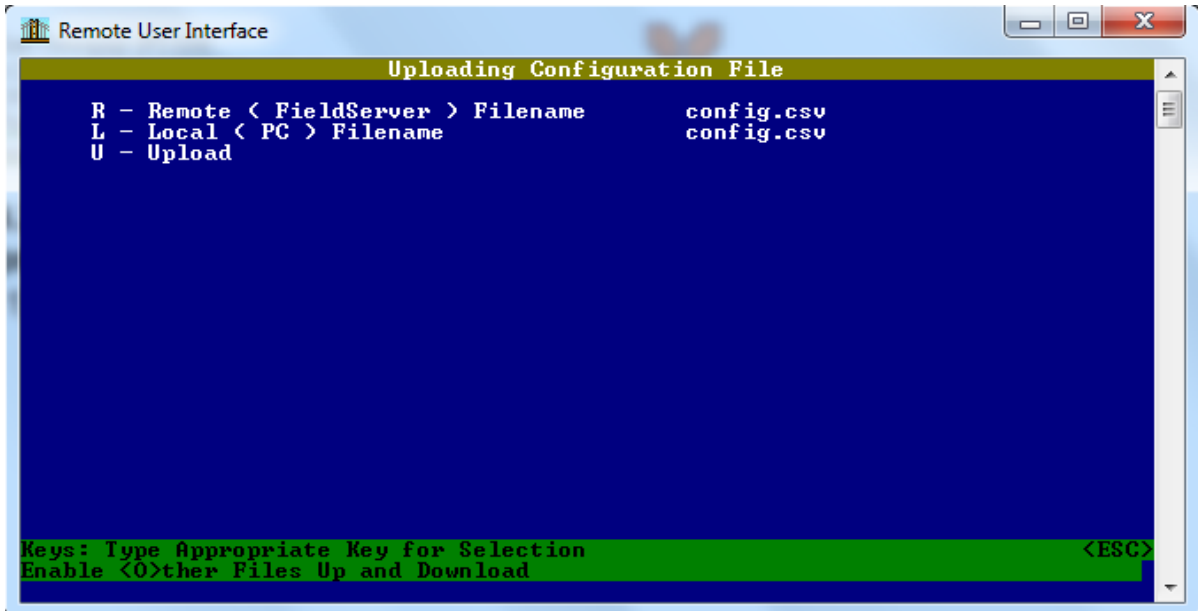 Remote User Interface
Uploading Configuration File
R - Remote ( FieldServer ) Filename config.csv
L - Local ( PC ) Filename config.csv
U - Upload
Keys: Type Appropriate Key for Selection <ESC>
Enable <O>ther Files Up and Download